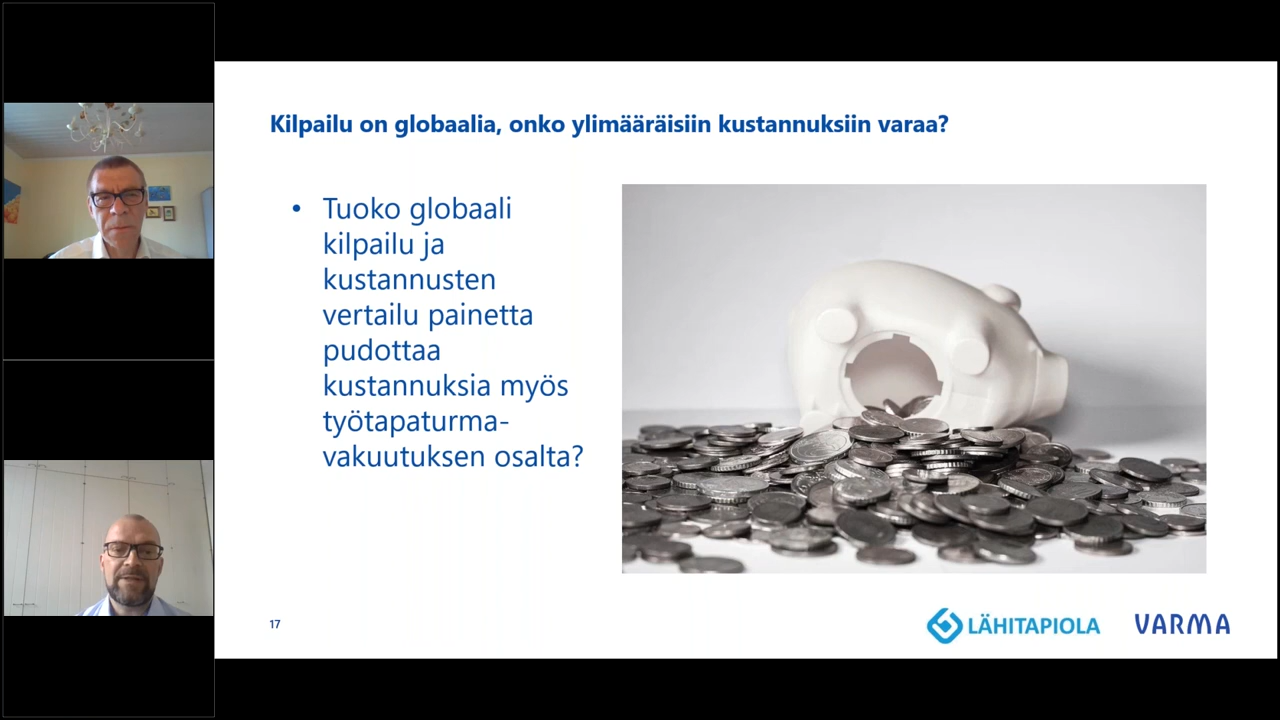 Kilpailu on globaalia, onko ylimääräisiin kustannuksiin varaa?
• Tuoko globaali
kilpailu ja
kustannusten
vertailu painetta
pudottaa
kustannuksia myös
työtapaturma-
vakuutuksen osalta?
17
LÄHITAPIOLA
VARMA